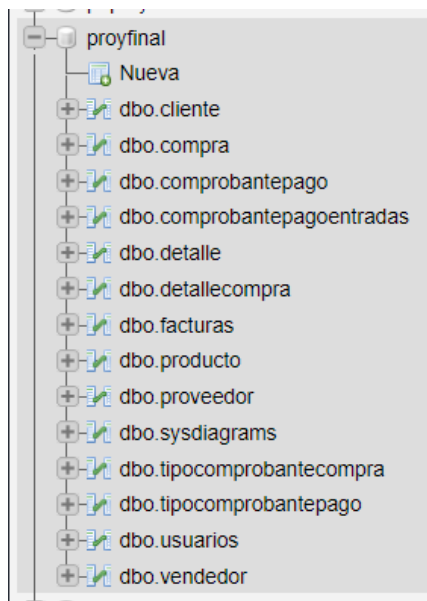 proyfinal
Nueva
dbo.cliente
dbo.compra
dbo.comprobantepago
dbo.comprobantepagoentradas
dbo.detalle
dbo.detallecompra
dbo.facturas
dbo.producto
dbo.proveedor
dbo.sysdiagrams
dbo.tipocomprobantecompra
dbo.tipocomprobantepago
dbo.usuarios
dbo.vendedor